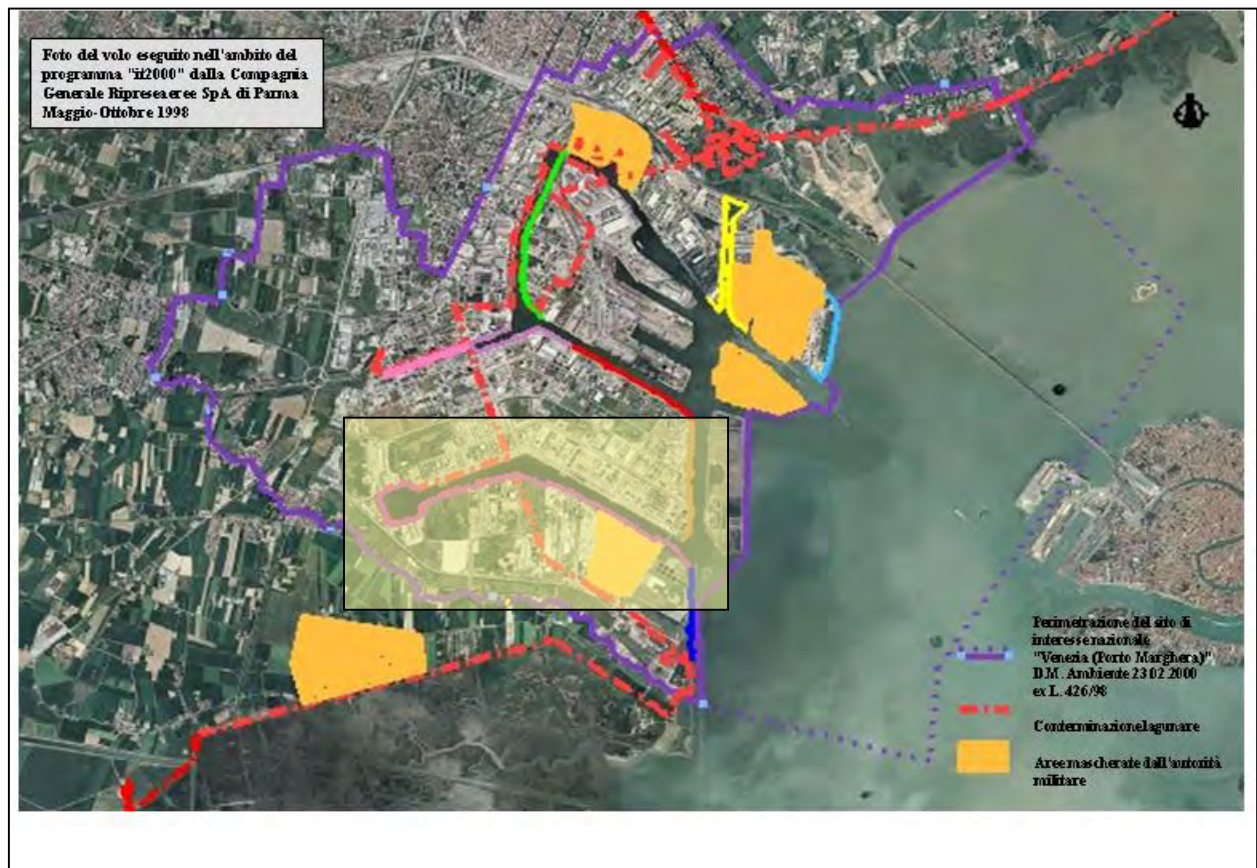 Foto del volo eseguito nell'ambito del
programma "it2000" dalla Compagnia
Generale Ripreseaeree SpA di Parma
Maggio-Ottobre 1998
Perimetrazione del sito di
interesse nazionale
"Venezia (Porto Marghera)"
D.M. Ambiente 23.02.2000
ex L. 426/98
Conterminazione lagunare
Aree mascherate dall'autorità
militare